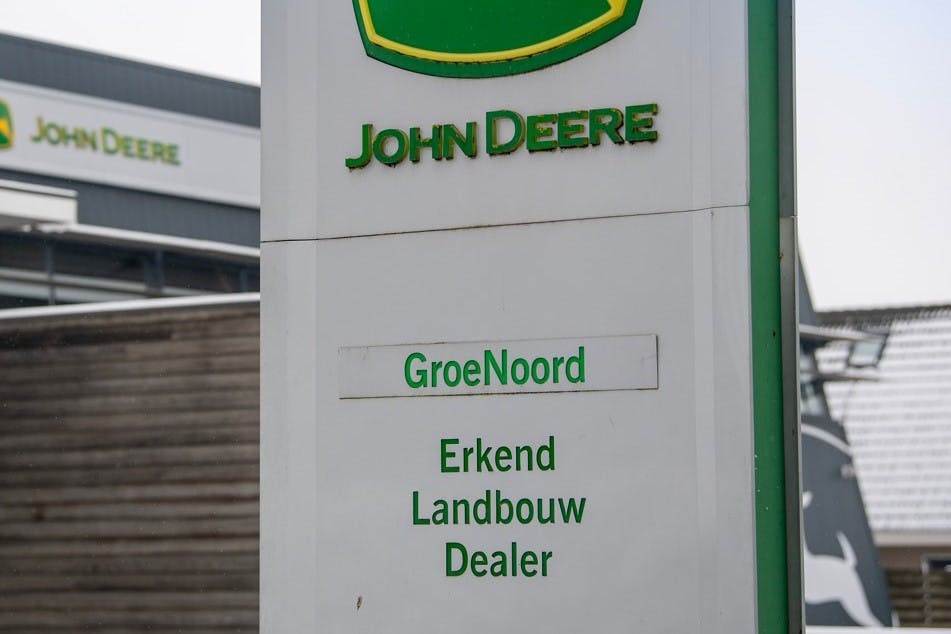 JOHN DEERE
JOHN DEERE
GroeNoord
Erkend
Landbouw
Dealer